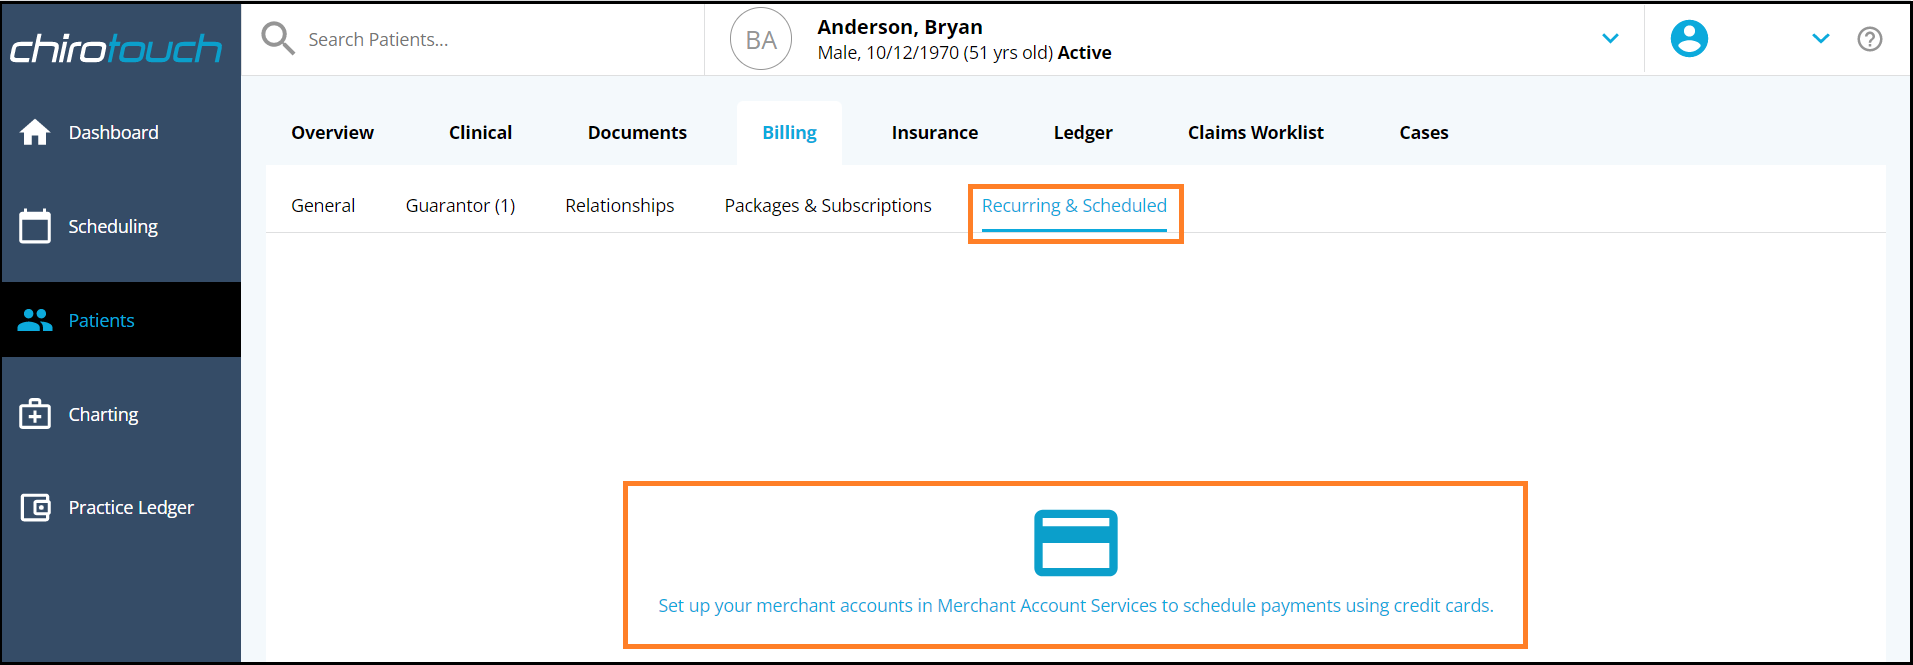 chirotouch
Search Patients...
BA
Anderson, Bryan
Male, 10/12/1970 (51 yrs old) Active
?
Dashboard
Scheduling
Patients
Charting
Practice Ledger
Overview Clinical Documents Billing Insurance Ledger Claims Worklist Cases
General Guarantor (1) Relationships Packages & Subscriptions Recurring & Scheduled
Set up your merchant accounts in Merchant Account Services to schedule payments using credit cards.